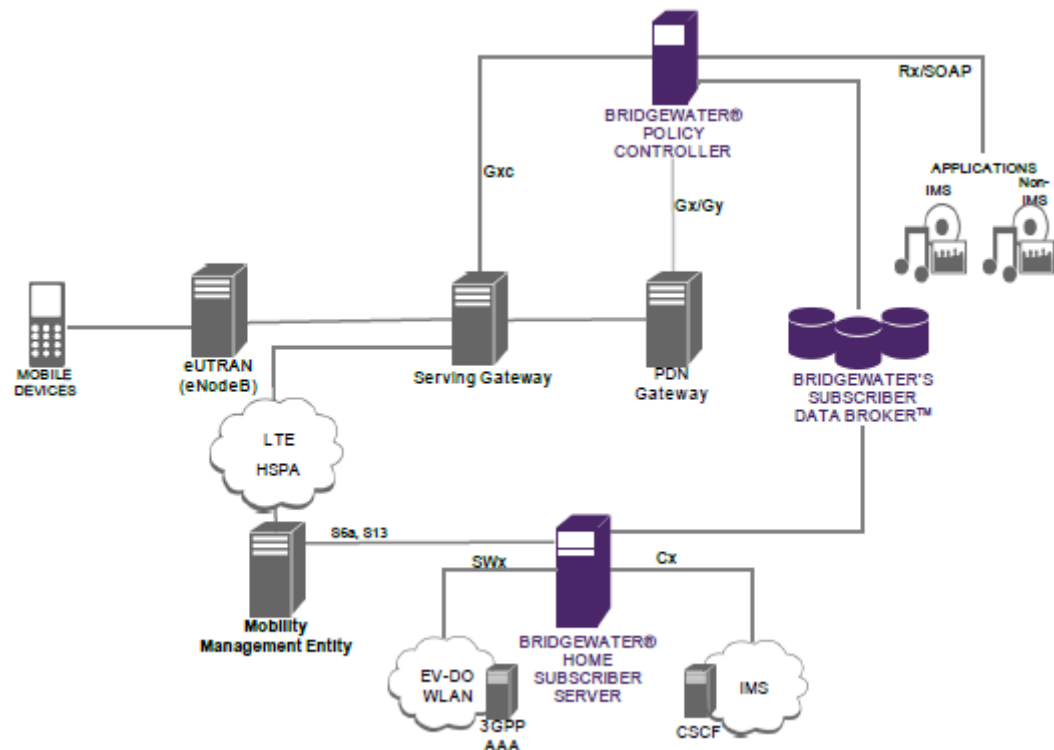 Rx/SOAP
BRIDGEWATER®
POLICY
CONTROLLER
APPLICATIONS
IMS
Non-
IMS
Gxc
Gx/Gy
MOBILE
DEVICES
eUTRAN
(eNodeB)
Serving Gateway
PDN
Gateway
BRIDGEWATER'S
SUBSCRIBER
DATA BROKER™
LTE
HSPA
S6a, S13
SWx
Cx
Mobility
Management Entity
BRIDGEWATER®
HOME
SUBSCRIBER
SERVER
EV-DO
WLAN
3GPP
AAA
CSCF
IMS